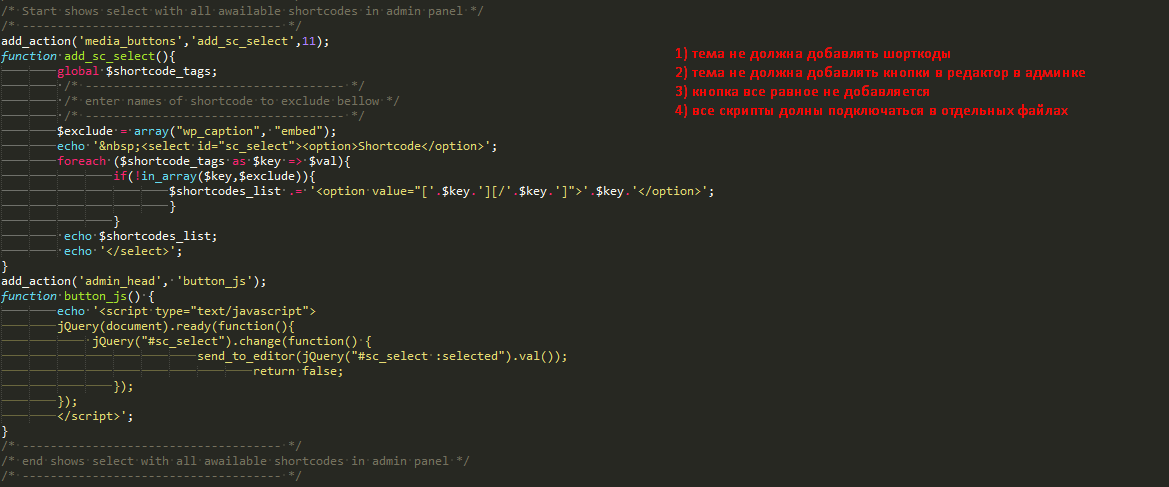 /* Start shows select with all awailable shortcodes in admin panel */
/* ------------------------------------- */
add_action('media_buttons','add_sc_select',11);
function add_sc_select(){
global $shortcode_tags;
/* ------------------------------------- */
/* enter names of shortcode to exclude bellow */
/* ------------------------------------- */
$exclude = array("wp_caption", "embed");
echo '&nbsp;<select id="sc_select"><option>Shortcode</option>';
foreach ($shortcode_tags as $key => $val){
if(!in_array($key,$exclude)){
$shortcodes_list .= '<option value="['.$key.'][/'.$key.']">'.$key.'</option>';
}
}
echo $shortcodes_list;
echo '</select>';
}
add_action('admin_head', 'button_js');
function button_js() {
echo '<script type="text/javascript">
jQuery(document).ready(function(){
jQuery("#sc_select").change(function() {
send_to_editor(jQuery("#sc_select :selected").val());
return false;
});
});
</script>';
}
/* ------------------------------------- */
/* end shows select with all awailable shortcodes in admin panel */
/* ------------------------------------- */
1) тема не должна добавлять шорткоды
2) тема не должна добавлять кнопки в редактор в админке
3) кнопка все равное не добавляется
4) все скрипты долны подключаться в отдельных файлах